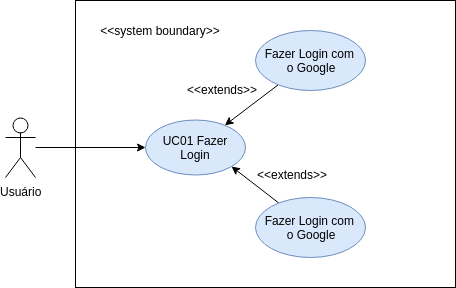 <<system boundary>>
Fazer Login com
o Google
<<extends>>
UC01 Fazer
Login
Usuário
<<extends>>
Fazer Login com
o Google